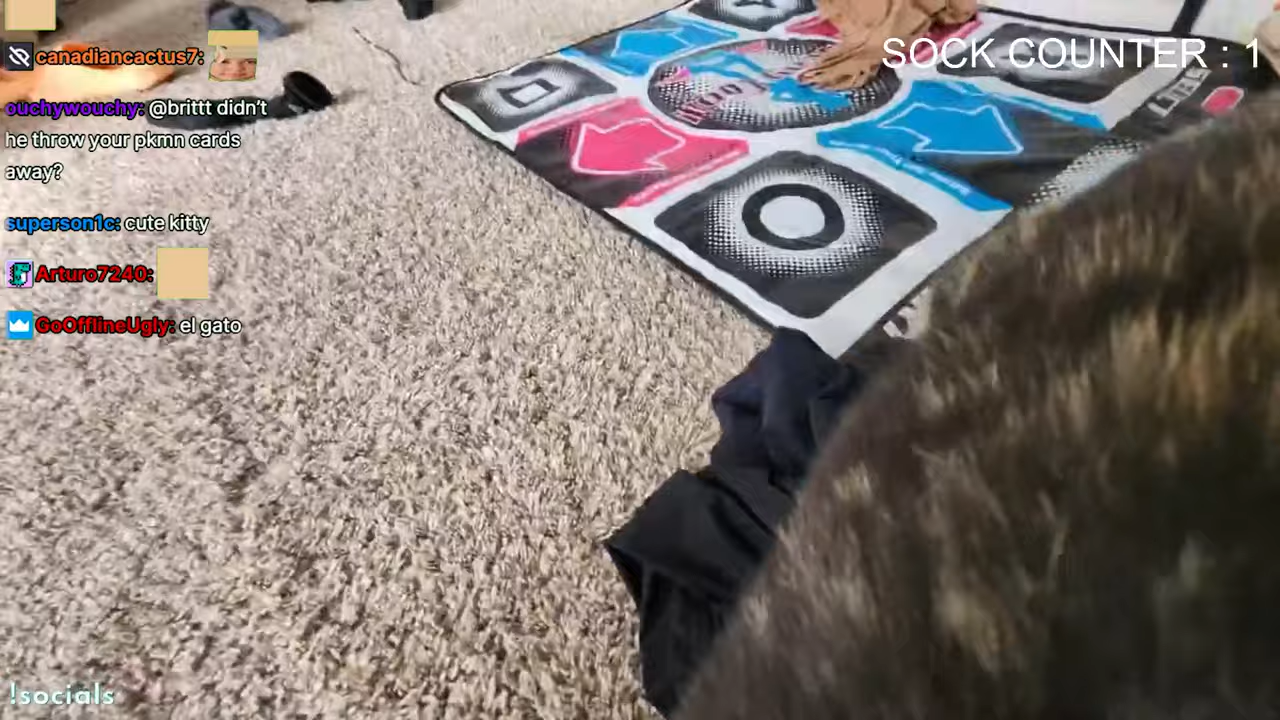 canadiancactus7:
SOCK COUNTER : 1
ouchywouchy: @brittt didn't
he throw your pkmn cards
away?
superson1c: cute kitty
Arturo7240:
GoOfflineUgly: el gato
!socials